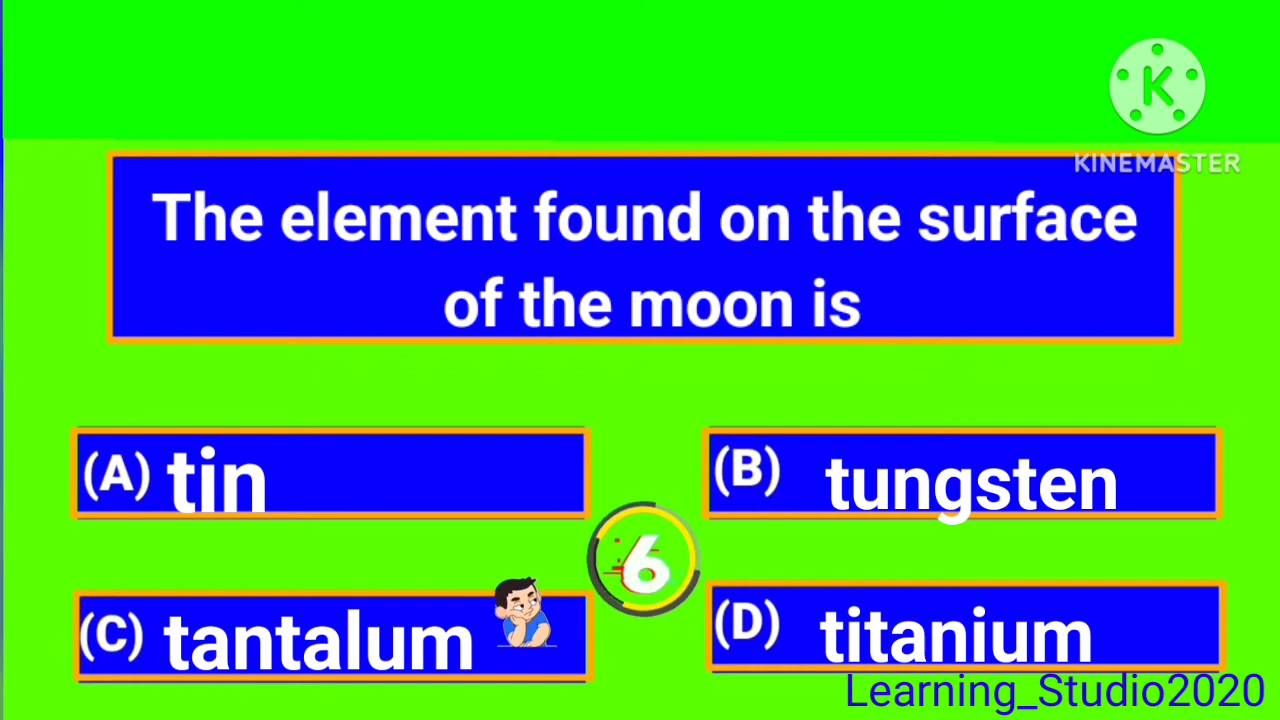 K
KINEMASTER
The element found on the surface
of the moon is
(A) tin
(B) tungsten
6
(C) tantalum
(D) titanium
Learning_Studio2020